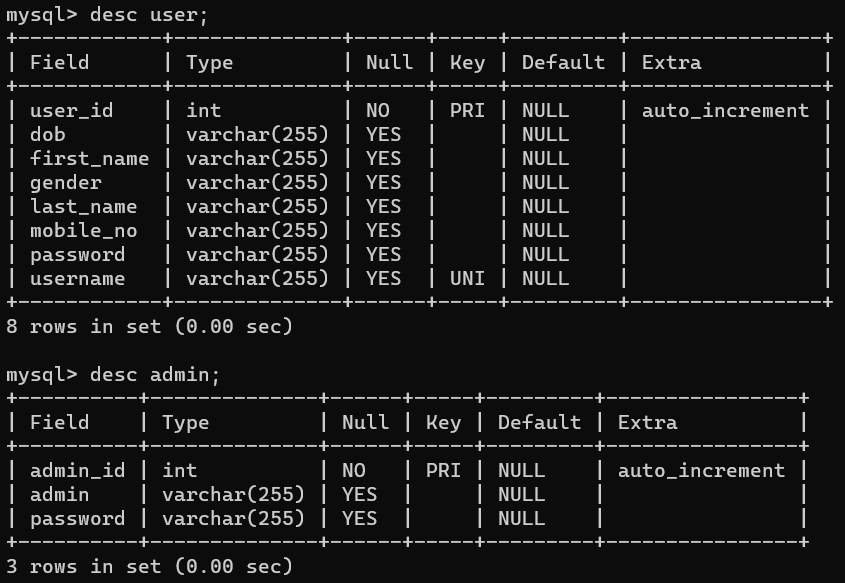 mysql> desc user;
+------------+--------------+------+-----+---------+----------------+
| Field      | Type         | Null | Key | Default | Extra          |
+------------+--------------+------+-----+---------+----------------+
| user_id    | int          | NO   | PRI | NULL    | auto_increment |
| dob        | varchar(255) | YES  |     | NULL    |                |
| first_name | varchar(255) | YES  |     | NULL    |                |
| gender     | varchar(255) | YES  |     | NULL    |                |
| last_name  | varchar(255) | YES  |     | NULL    |                |
| mobile_no  | varchar(255) | YES  |     | NULL    |                |
| password   | varchar(255) | YES  |     | NULL    |                |
| username   | varchar(255) | YES  | UNI | NULL    |                |
+------------+--------------+------+-----+---------+----------------+
8 rows in set (0.00 sec)

mysql> desc admin;
+----------+--------------+------+-----+---------+----------------+
| Field    | Type         | Null | Key | Default | Extra          |
+----------+--------------+------+-----+---------+----------------+
| admin_id | int          | NO   | PRI | NULL    | auto_increment |
| admin    | varchar(255) | YES  |     | NULL    |                |
| password | varchar(255) | YES  |     | NULL    |                |
+----------+--------------+------+-----+---------+----------------+
3 rows in set (0.00 sec)